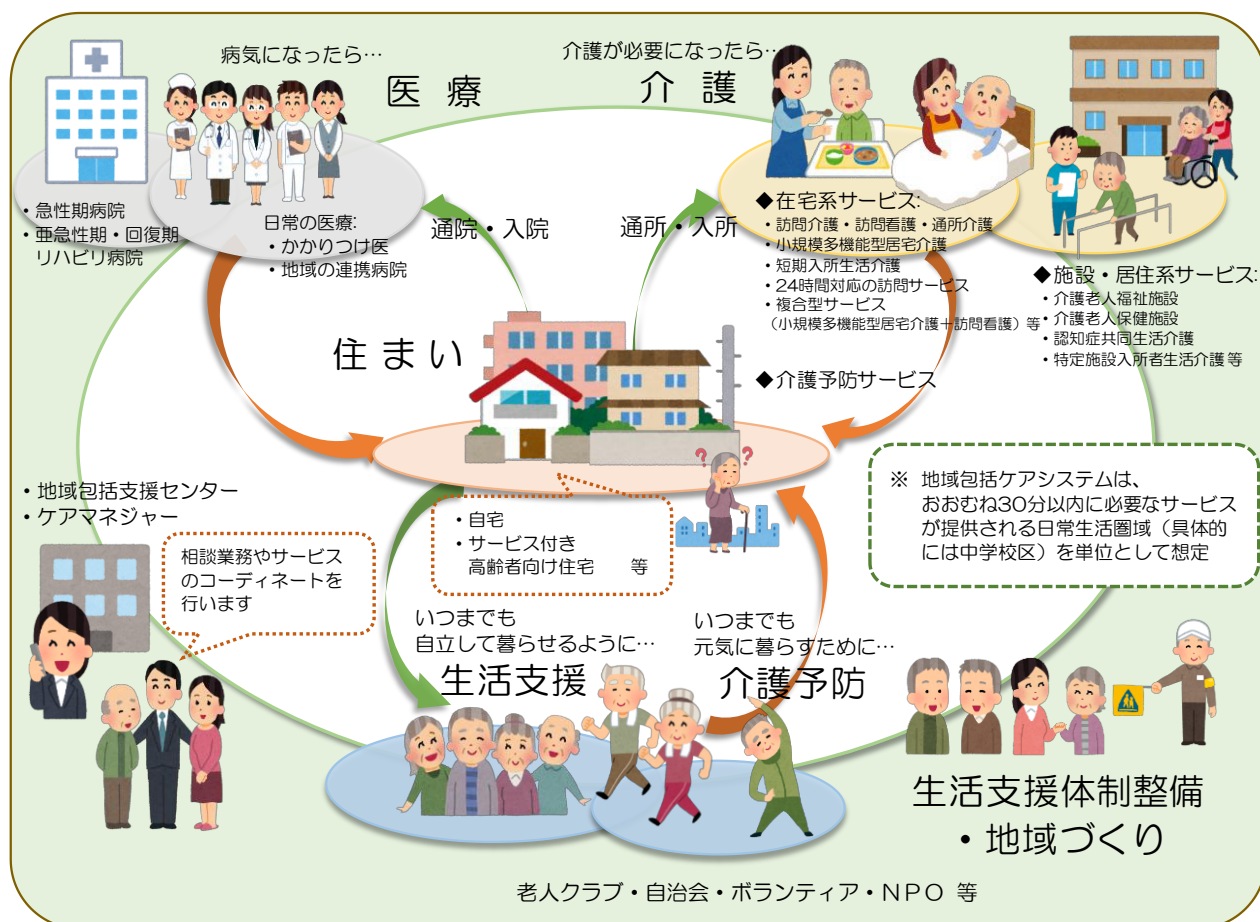 病気になったら…
医療
介護が必要になったら…
介護
・急性期病院
・亜急性期・回復期
リハビリ病院
日常の医療:
・かかりつけ医
・地域の連携病院
通院・入院
通所・入所
◆在宅系サービス:
・訪問介護・訪問看護・通所介護
・小規模多機能型居宅介護
・短期入所生活介護
・24時間対応の訪問サービス
・複合型サービス
（小規模多機能型居宅介護＋訪問看護）等
◆介護予防サービス
◆施設・居住系サービス:
・介護老人福祉施設
・介護老人保健施設
・認知症共同生活介護
・特定施設入所者生活介護 等
住まい
? ?
・自宅
・サービス付き
高齢者向け住宅 等
※ 地域包括ケアシステムは、
おおむね30分以内に必要なサービス
が提供される日常生活圏域（具体的
には中学校区）を単位として想定
・地域包括支援センター
・ケアマネジャー
相談業務やサービス
のコーディネートを
行います
いつまでも
自立して暮らせるように…
生活支援
いつまでも
元気に暮らすために…
介護予防
生活支援体制整備
・地域づくり
老人クラブ・自治会・ボランティア・NPO 等